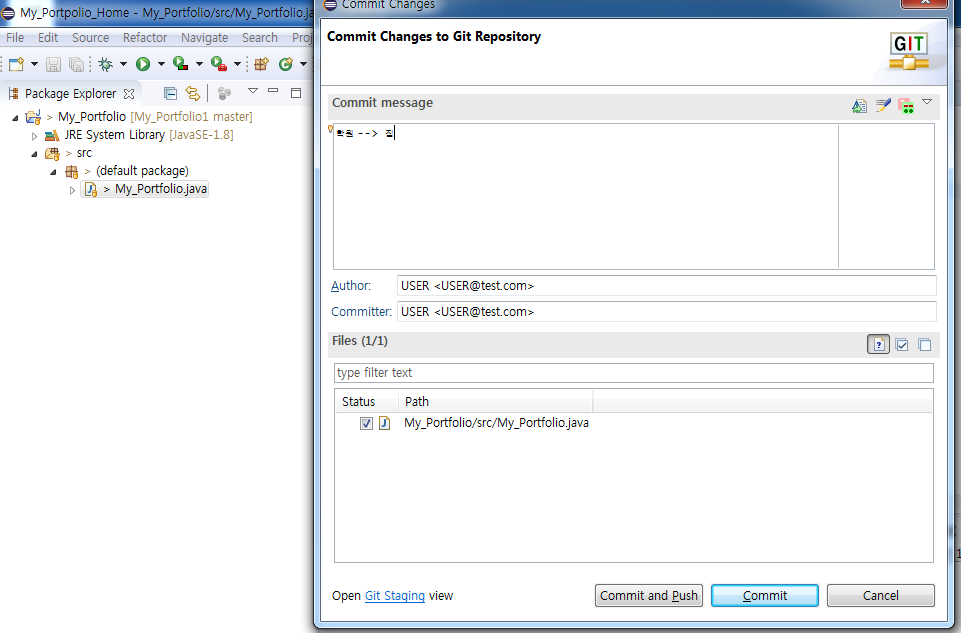 My_Portpolio_Home - My_Portfolio/src/My_Portfolio.ja
File Edit Source Refactor Navigate Search Proj
Package Explorer
> My_Portfolio [My_Portfolio1 master]
JRE System Library [JavaSE-1.8]
> src
> (default package)
> My_Portfolio.java
Commit Changes
Commit Changes to Git Repository
GIT
Commit message
학원 --> 집
Author: USER <USER@test.com>
Committer: USER <USER@test.com>
Files (1/1)
type filter text
Status Path
My_Portfolio/src/My_Portfolio.java
Open Git Staging view
Commit and Push Commit Cancel